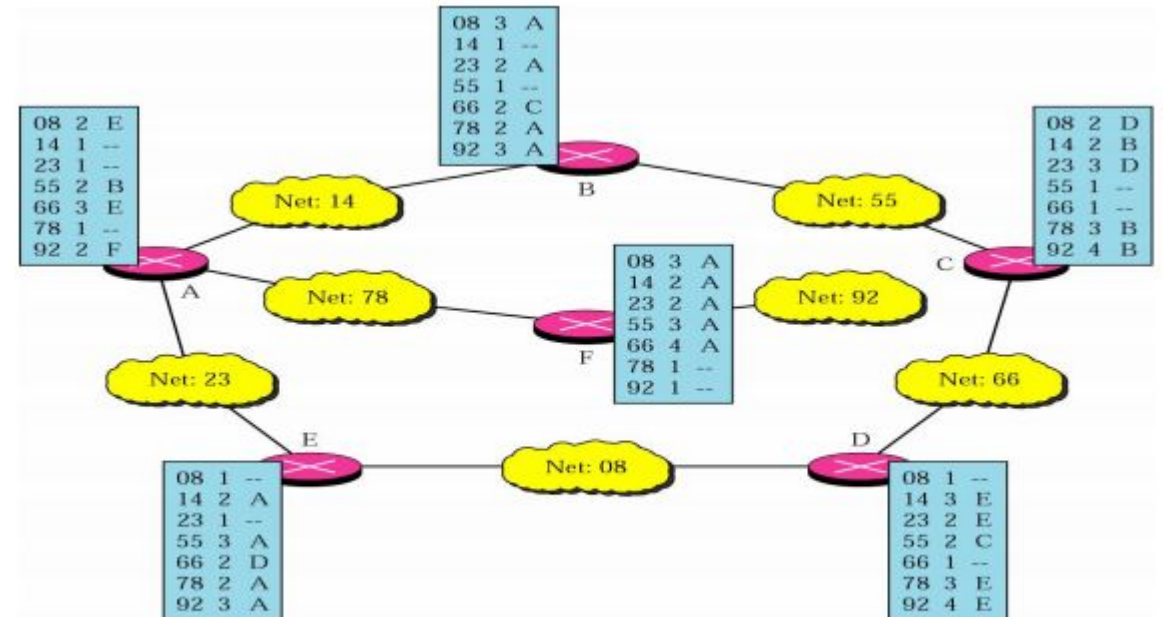 08 3 A
14 1 --
23 2 A
55 1 --
66 2 C
78 2 A
92 3 A
B
08 2 E
14 1 --
23 1 --
55 2 B
66 3 E
78 1 --
92 2 F
A
08 2 D
14 2 B
23 3 D
55 1 --
66 1 --
78 3 B
92 4 B
C
Net: 14
Net: 55
Net: 78
08 3 A
14 2 A
23 2 A
55 3 A
66 4 A
78 1 --
92 1 --
F
Net: 92
Net: 23
Net: 66
E
D
Net: 08
08 1 --
14 2 A
23 1 --
55 3 A
66 2 D
78 2 A
92 3 A
08 1 --
14 3 E
23 2 E
55 2 C
66 1 --
78 3 E
92 4 E